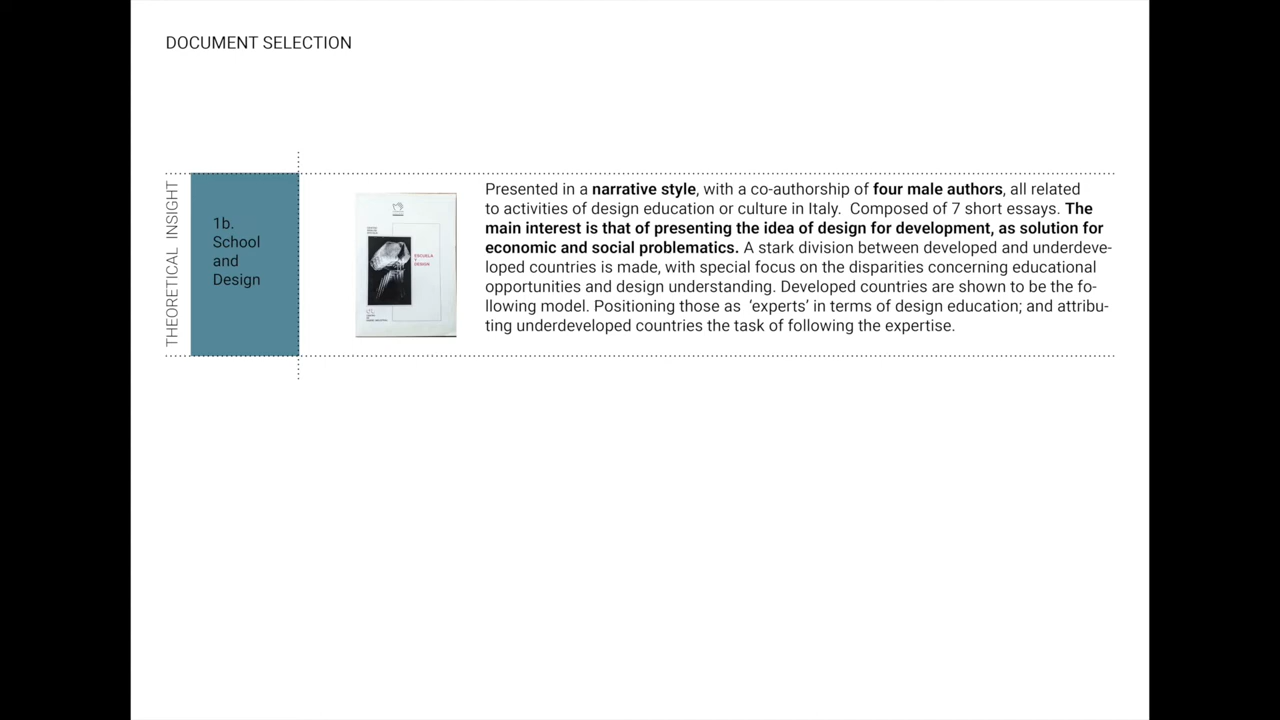 DOCUMENT SELECTION
THEORETICAL INSIGHT
1b.
School
and
Design
ESCUELA
Y
DESIGN
Presented in a narrative style, with a co-authorship of four male authors, all related
to activities of design education or culture in Italy. Composed of 7 short essays. The
main interest is that of presenting the idea of design for development, as solution for
economic and social problematics. A stark division between developed and underdeve-
loped countries is made, with special focus on the disparities concerning educational
opportunities and design understanding. Developed countries are shown to be the fo-
llowing model. Positioning those as ‘experts’ in terms of design education; and attribu-
ting underdeveloped countries the task of following the expertise.